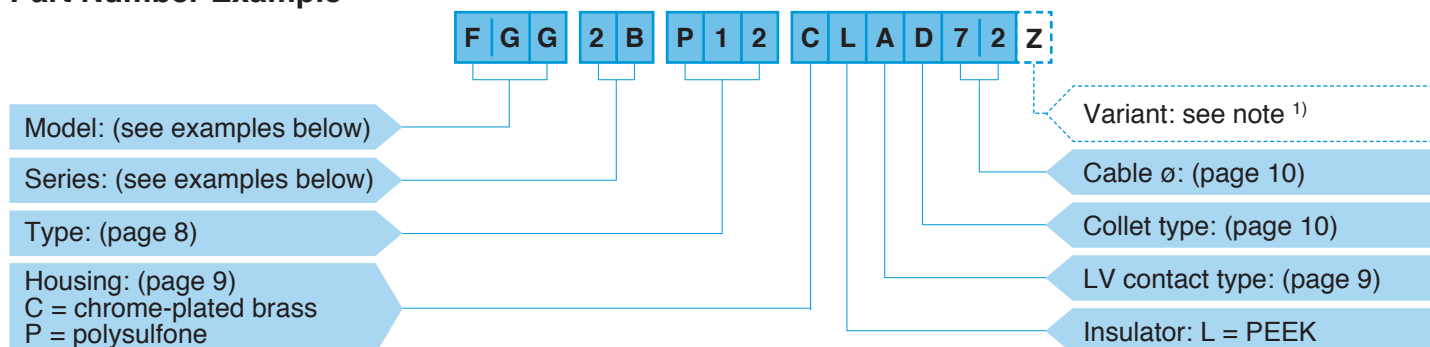 Part Number Example
F G G 2 B P 1 2 C L A D 7 2 Z
Model: (see examples below)
Series: (see examples below)
Type: (page 8)
Housing: (page 9)
C = chrome-plated brass
P = polysulfone
Variant: see note 1)
Cable ø: (page 10)
Collet type: (page 10)
LV contact type: (page 9)
Insulator: L = PEEK